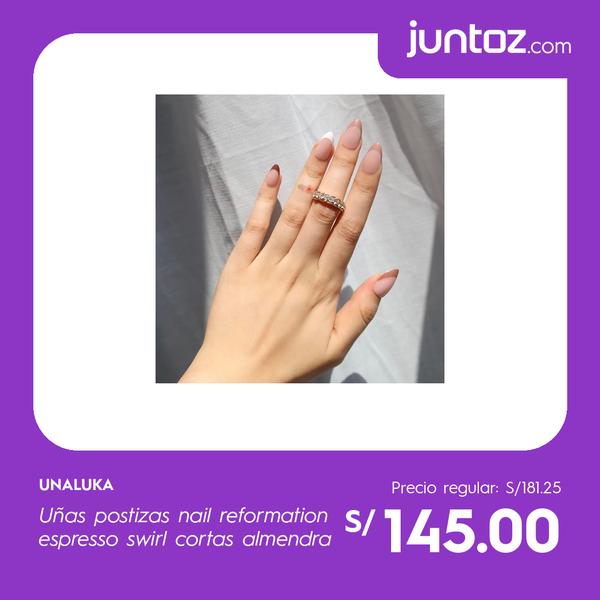 juntoz.com
UNALUKA
Uñas postizas nail reformation
espresso swirl cortas almendra
Precio regular: S/181.25
S/145.00